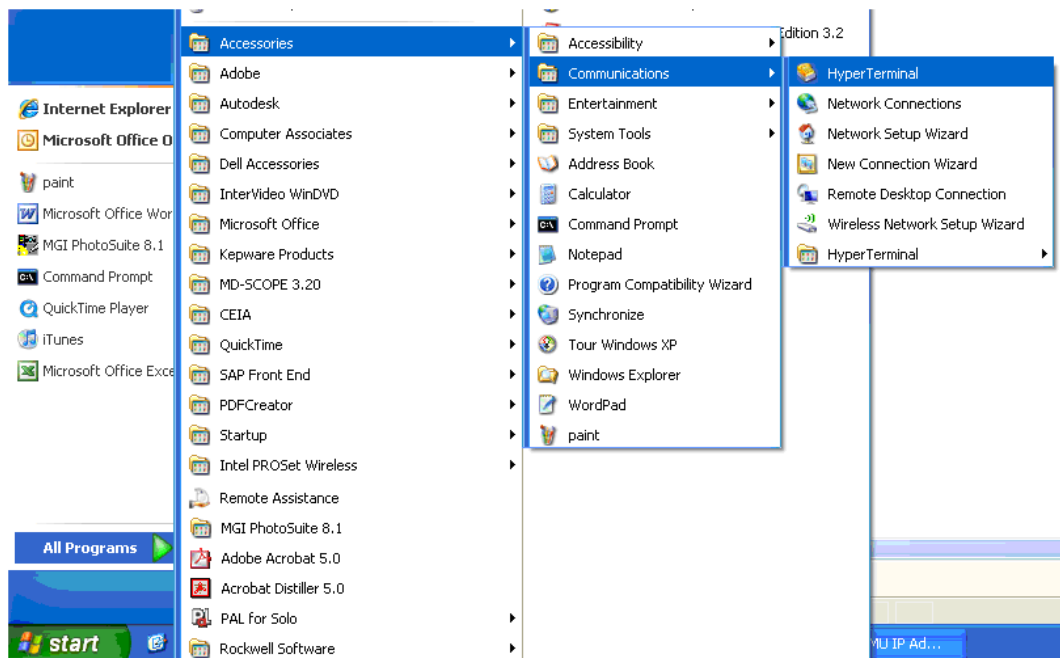 Internet Explorer
Microsoft Office O
paint
Microsoft Office Wor
MGI PhotoSuite 8.1
Command Prompt
QuickTime Player
iTunes
Microsoft Office Exce
All Programs
start
Accessories
Adobe
Autodesk
Computer Associates
Dell Accessories
InterVideo WinDVD
Microsoft Office
Kepware Products
MD-SCOPE 3.20
CEIA
QuickTime
SAP Front End
PDFCreator
Startup
Intel PROSet Wireless
Remote Assistance
MGI PhotoSuite 8.1
Adobe Acrobat 5.0
Acrobat Distiller 5.0
PAL for Solo
Rockwell Software
Edition 3.2
Accessibility
Communications
Entertainment
System Tools
Address Book
Calculator
Command Prompt
Notepad
Program Compatibility Wizard
Synchronize
Tour Windows XP
Windows Explorer
WordPad
paint
HyperTerminal
Network Connections
Network Setup Wizard
New Connection Wizard
Remote Desktop Connection
Wireless Network Setup Wizard
HyperTerminal
MU IP Ad...